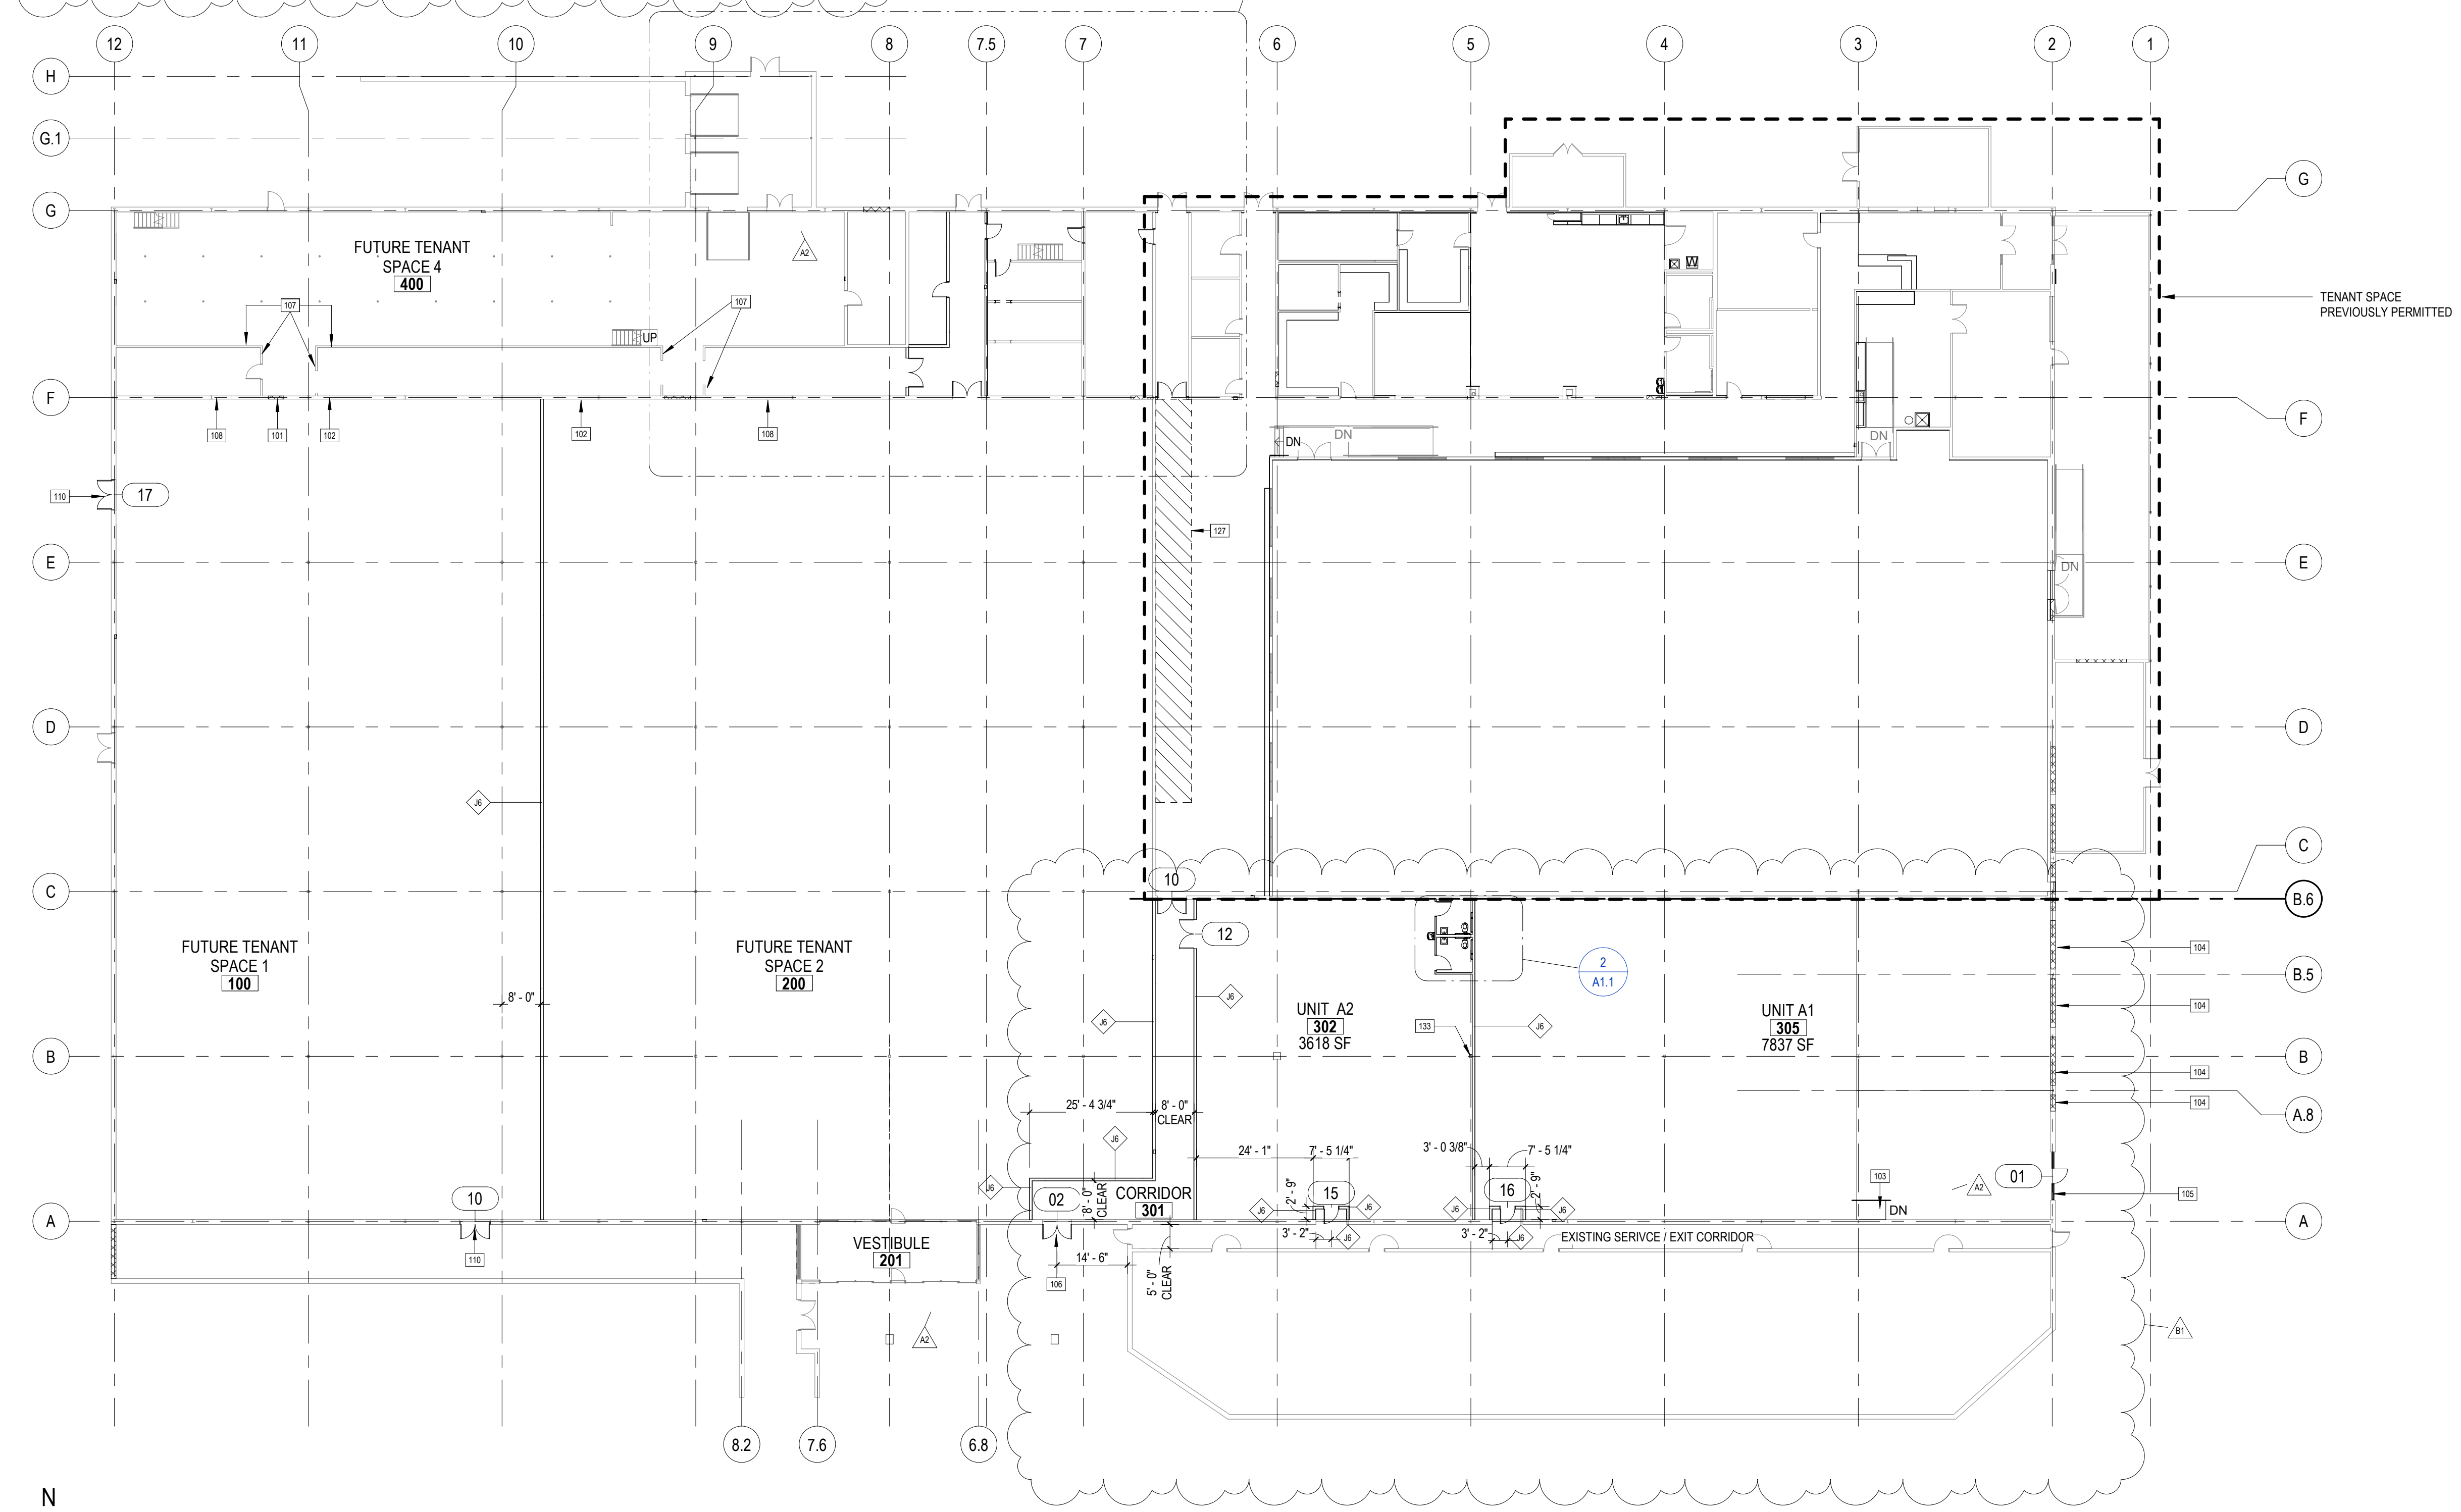 12
11
10
9
8
7.5
7
6
5
4
3
2
1
H
G.1
G
G
FUTURE TENANT
SPACE 4
400
A2
107
107
UP
TENANT SPACE
PREVIOUSLY PERMITTED
F
F
108
101
102
102
108
DN
DN
DN
110
17
127
E
E
DN
D
D
J6
C
C
10
B.6
12
FUTURE TENANT
SPACE 1
100
FUTURE TENANT
SPACE 2
200
8' - 0"
J6
J6
2
A1.1
104
B.5
UNIT A2
302
3618 SF
133
J6
UNIT A1
305
7837 SF
104
B
B
104
104
A.8
25' - 4 3/4"
8' - 0"
CLEAR
J6
24' - 1"
7' - 5 1/4"
3' - 0 3/8"
7' - 5 1/4"
J6
02
8' - 0"
CLEAR
CORRIDOR
301
2' - 9"
15
J6
J6
16
2' - 9"
J6
J6
103
DN
A2
01
105
10
A
A
110
VESTIBULE
201
3' - 2"
J6
3' - 2"
J6
EXISTING SERIVCE / EXIT CORRIDOR
14' - 6"
106
5' - 0"
CLEAR
A2
B1
8.2
7.6
6.8
N